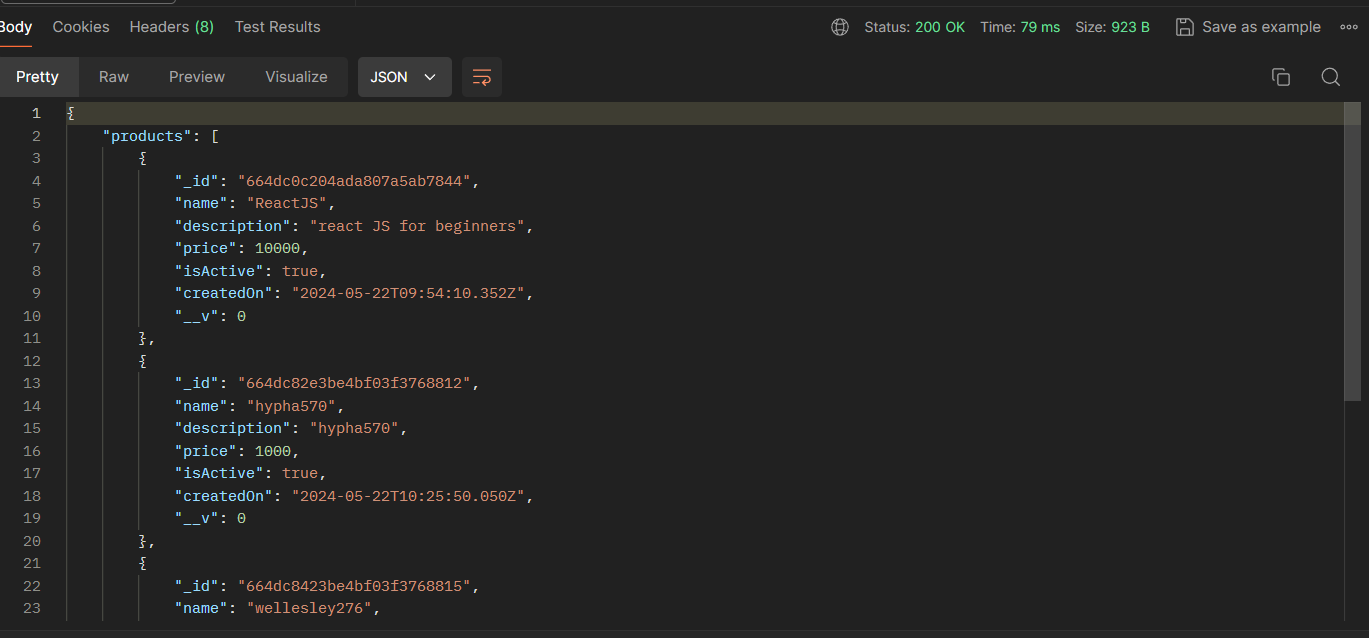 Body Cookies Headers (8) Test Results Status: 200 OK Time: 79 ms Size: 923 B Save as example
Pretty Raw Preview Visualize JSON
1 {
2 "products": [
3 {
4 "_id": "664dc0c204ada807a5ab7844",
5 "name": "ReactJS",
6 "description": "react JS for beginners",
7 "price": 10000,
8 "isActive": true,
9 "createdOn": "2024-05-22T09:54:10.352Z",
10 "__v": 0
11 },
12 {
13 "_id": "664dc82e3be4bf03f3768812",
14 "name": "hypha570",
15 "description": "hypha570",
16 "price": 1000,
17 "isActive": true,
18 "createdOn": "2024-05-22T10:25:50.050Z",
19 "__v": 0
20 },
21 {
22 "_id": "664dc8423be4bf03f3768815",
23 "name": "wellesley276",